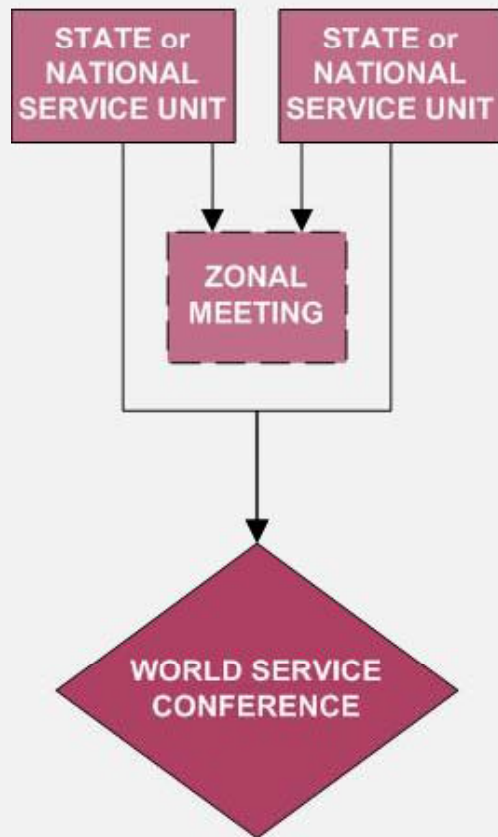 STATE or
NATIONAL
SERVICE UNIT
STATE or
NATIONAL
SERVICE UNIT
ZONAL
MEETING
WORLD SERVICE
CONFERENCE